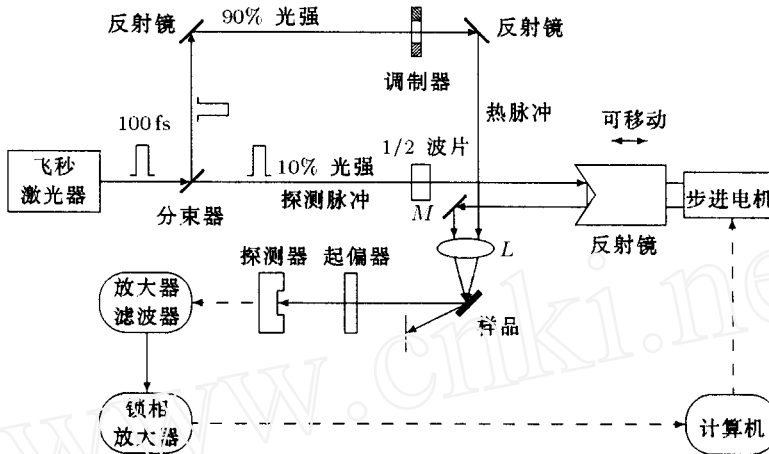 反射镜
90% 光强
反射镜
调制器
热脉冲
可移动
100 fs
1/2 波片
飞秒
激光器
10% 光强
探测脉冲
分束器
M
步进电机
反射镜
L
探测器
起偏器
放大器
滤波器
样品
锁相
放大器
计算机
www.cnki.net